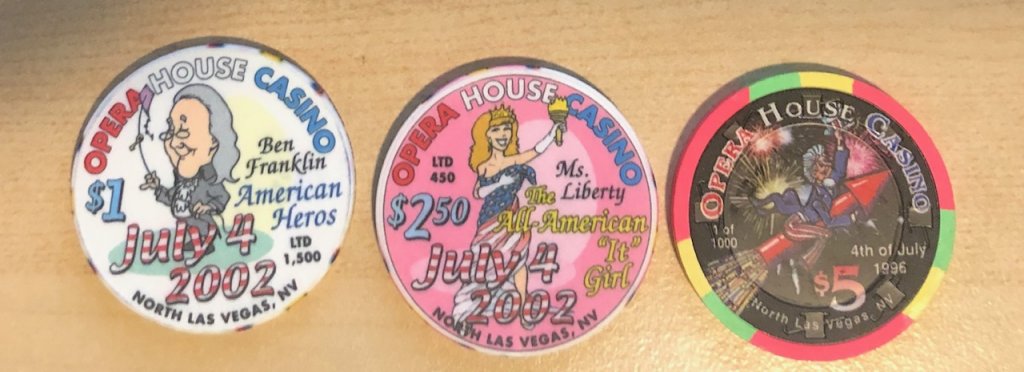 OPERA HOUSE CASINO
$1
Ben
Franklin
American
Heros
July 4
2002
LTD
1,500
NORTH LAS VEGAS, NV
OPERA HOUSE CASINO
LTD
450
$2.50
Ms.
Liberty
The
All-American
"It"
Girl
July 4
2002
NORTH LAS VEGAS, NV
OPERA HOUSE CASINO
1 of
1000
4th of July
1996
$5
North Las Vegas, NV